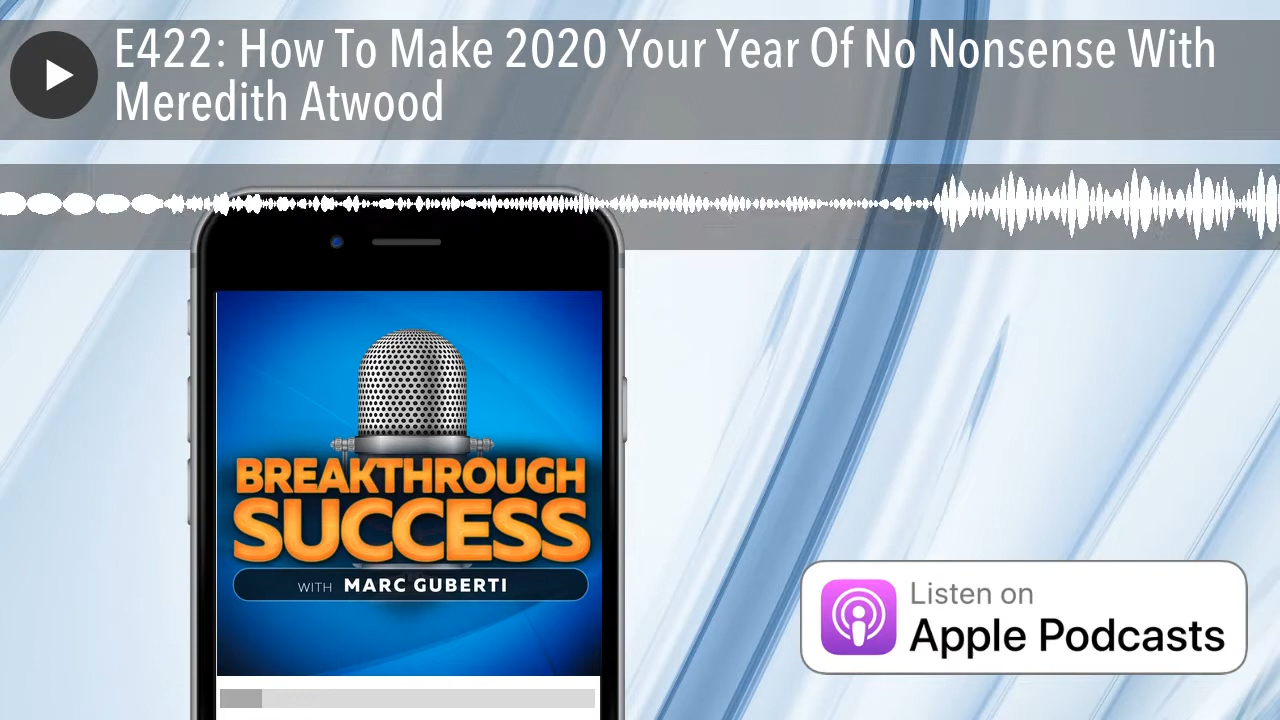 E422: How To Make 2020 Your Year Of No Nonsense With
Meredith Atwood
BREAKTHROUGH
SUCCESS
WITH MARC GUBERTI
Listen on
Apple Podcasts